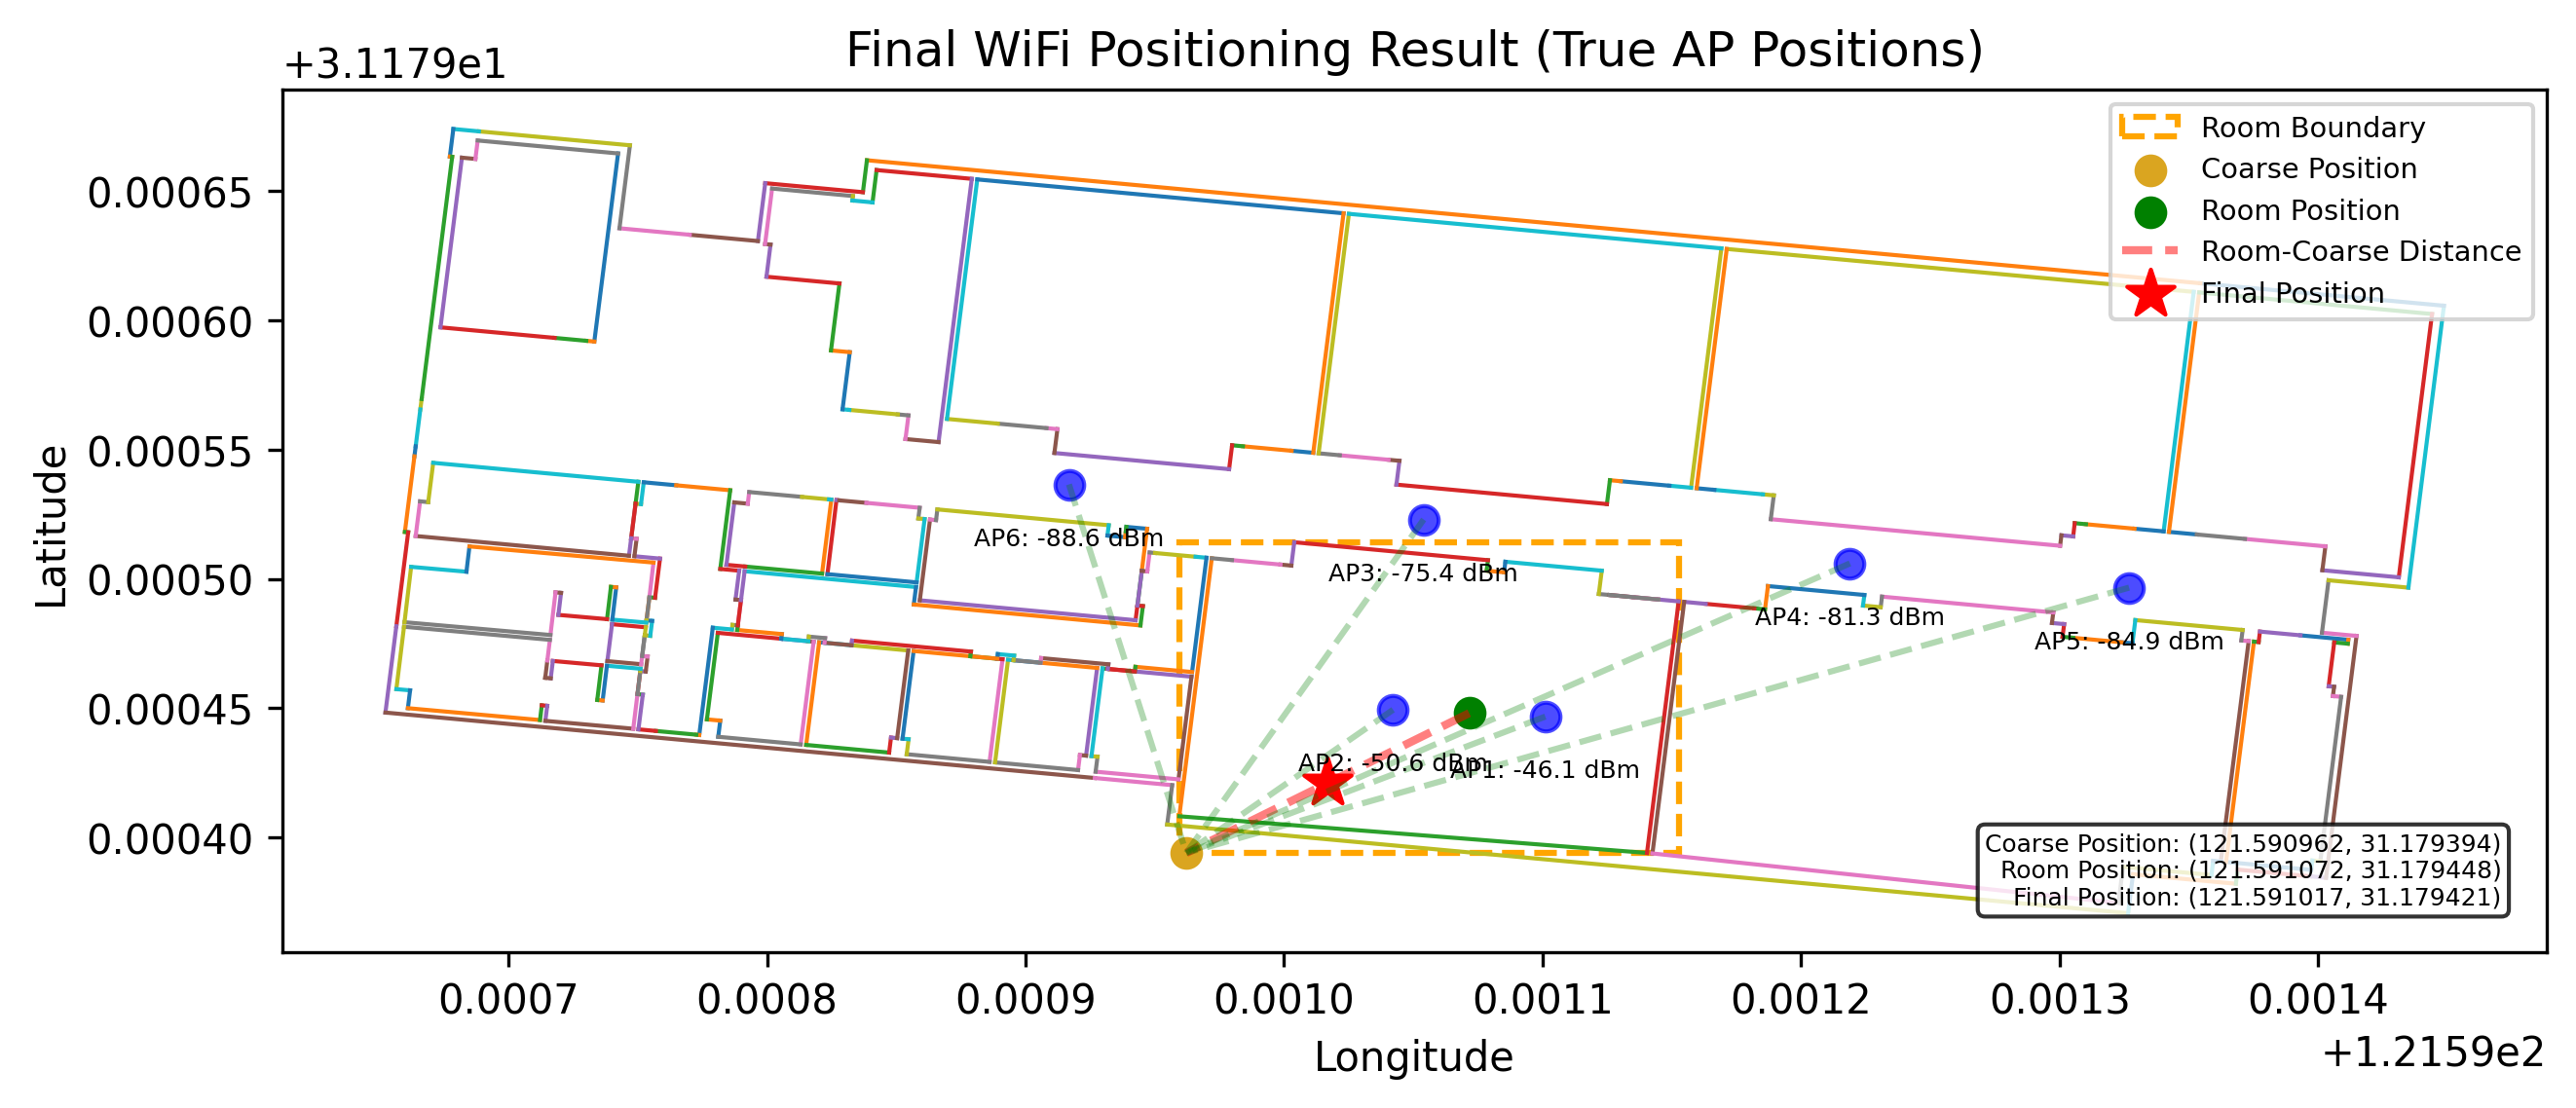 Final WiFi Positioning Result (True AP Positions)
+3.1179e1
Room Boundary
Coarse Position
Room Position
Room-Coarse Distance
Final Position
0.00065
0.00060
0.00055
0.00050
0.00045
0.00040
Latitude
AP6: -88.6 dBm
AP3: -75.4 dBm
AP4: -81.3 dBm
AP5: -84.9 dBm
AP2: -50.6 dBm
AP1: -46.1 dBm
Coarse Position: (121.590962, 31.179394)
Room Position: (121.591072, 31.179448)
Final Position: (121.591017, 31.179421)
0.0007 0.0008 0.0009 0.0010 0.0011 0.0012 0.0013 0.0014
Longitude
+1.2159e2